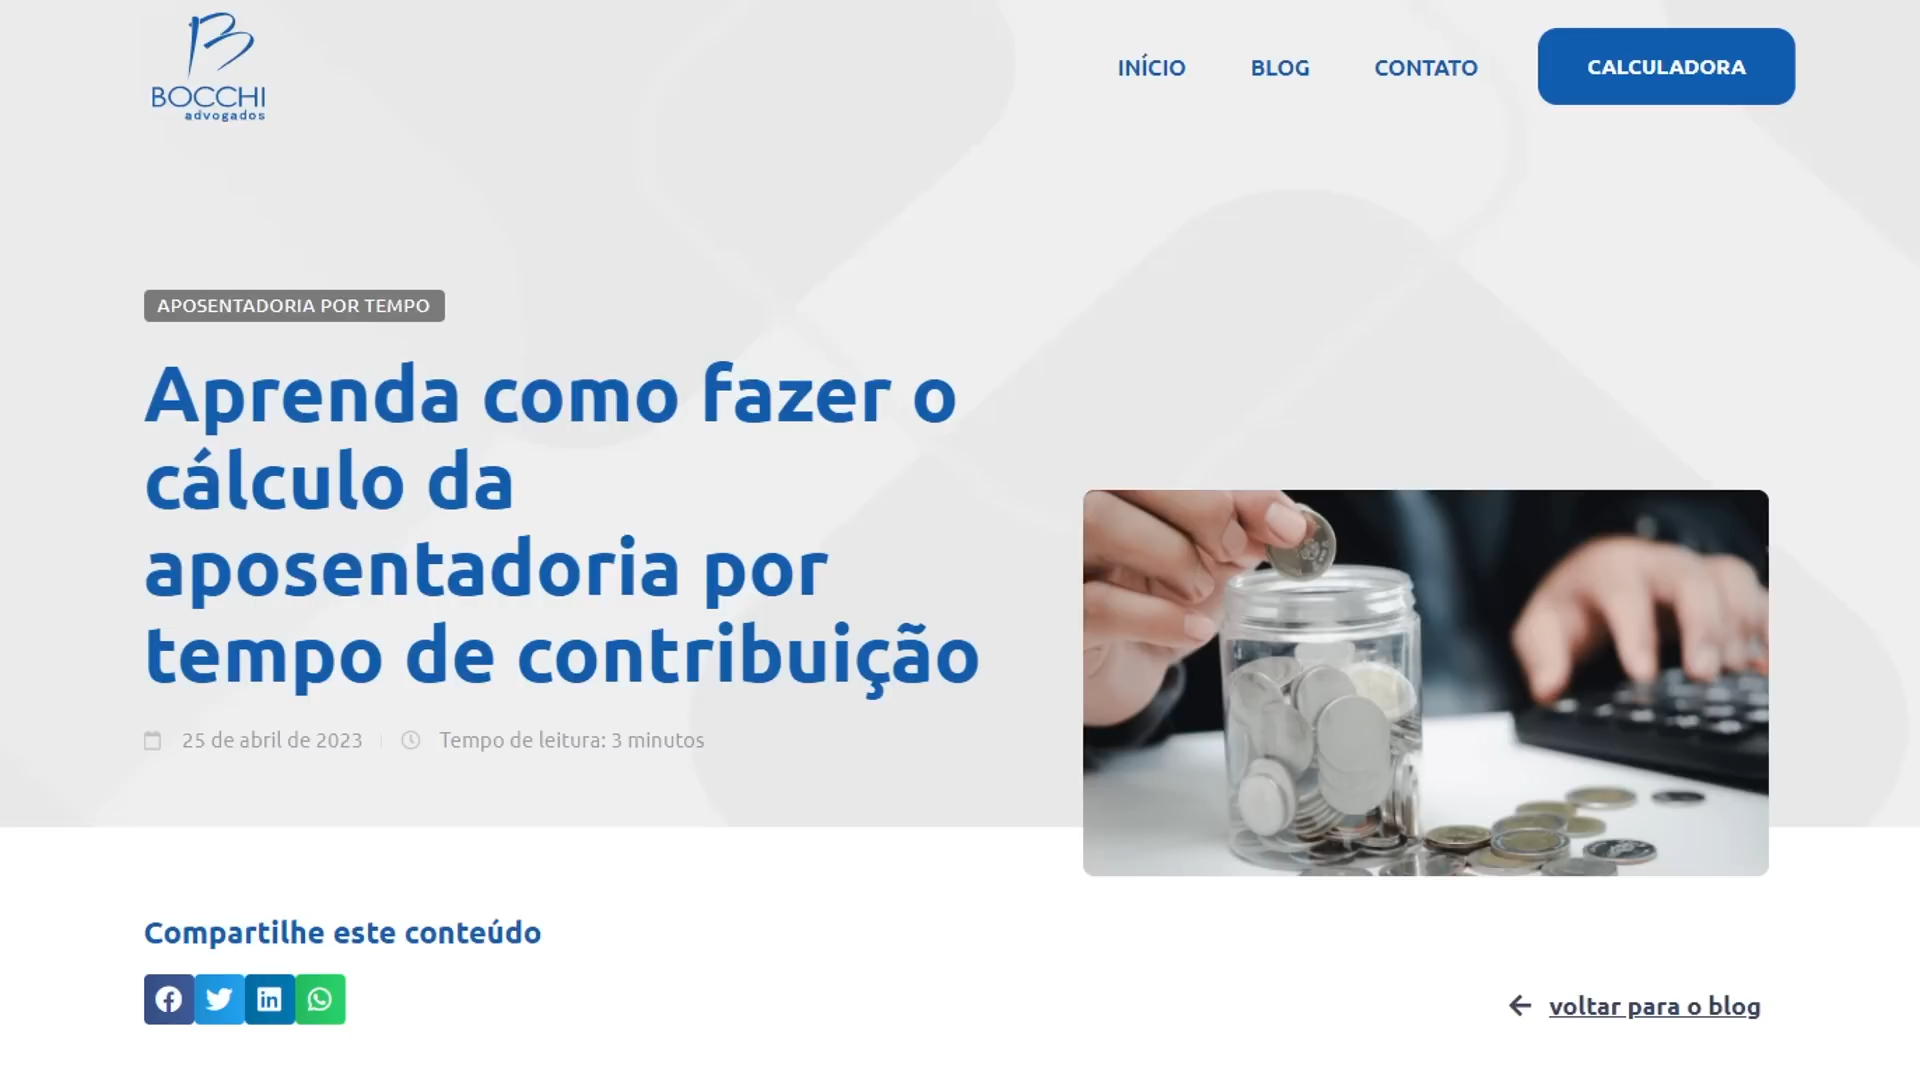 BOCCHI
advogados
INÍCIO
BLOG
CONTATO
CALCULADORA
APOSENTADORIA POR TEMPO
Aprenda como fazer o
cálculo da
aposentadoria por
tempo de contribuição
25 de abril de 2023
Tempo de leitura: 3 minutos
Compartilhe este conteúdo
voltar para o blog